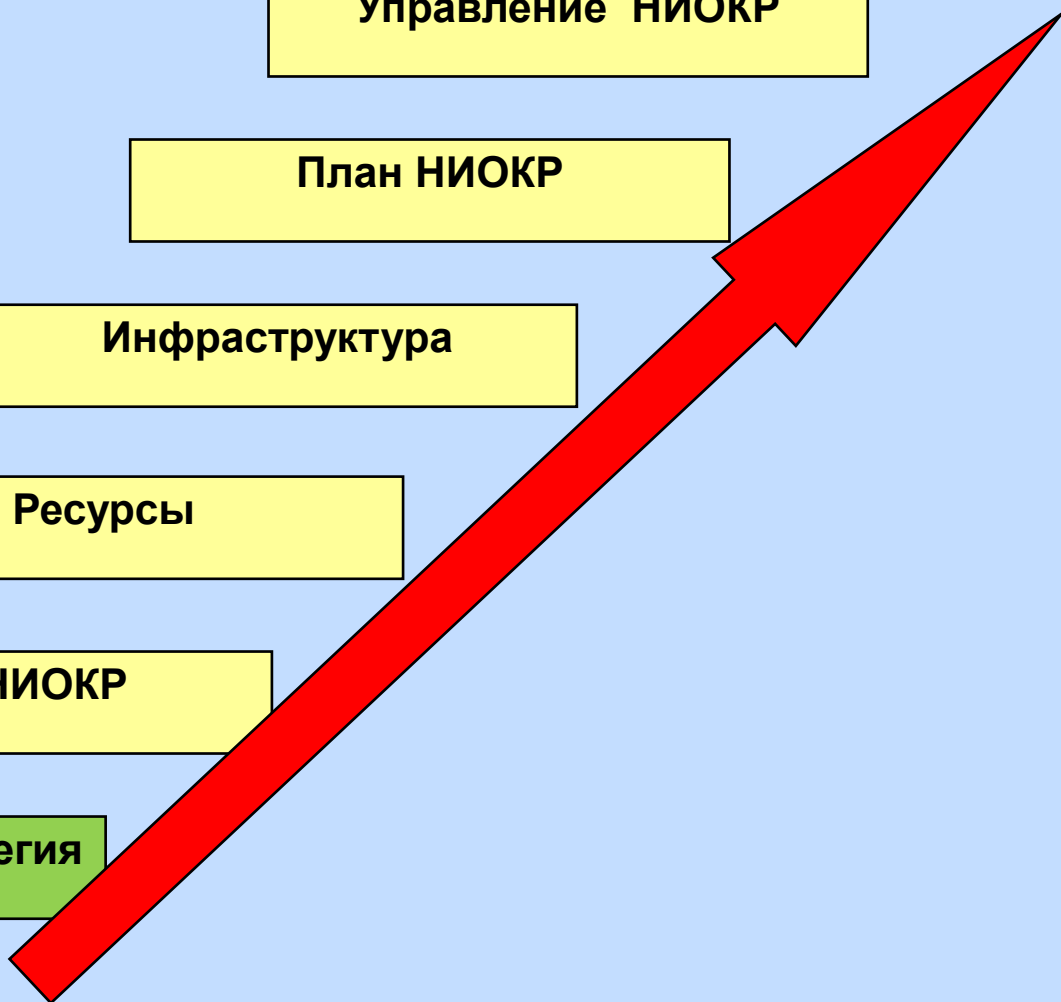 Управление НИОКР
План НИОКР
Инфраструктура
Ресурсы
НИОКР
егия